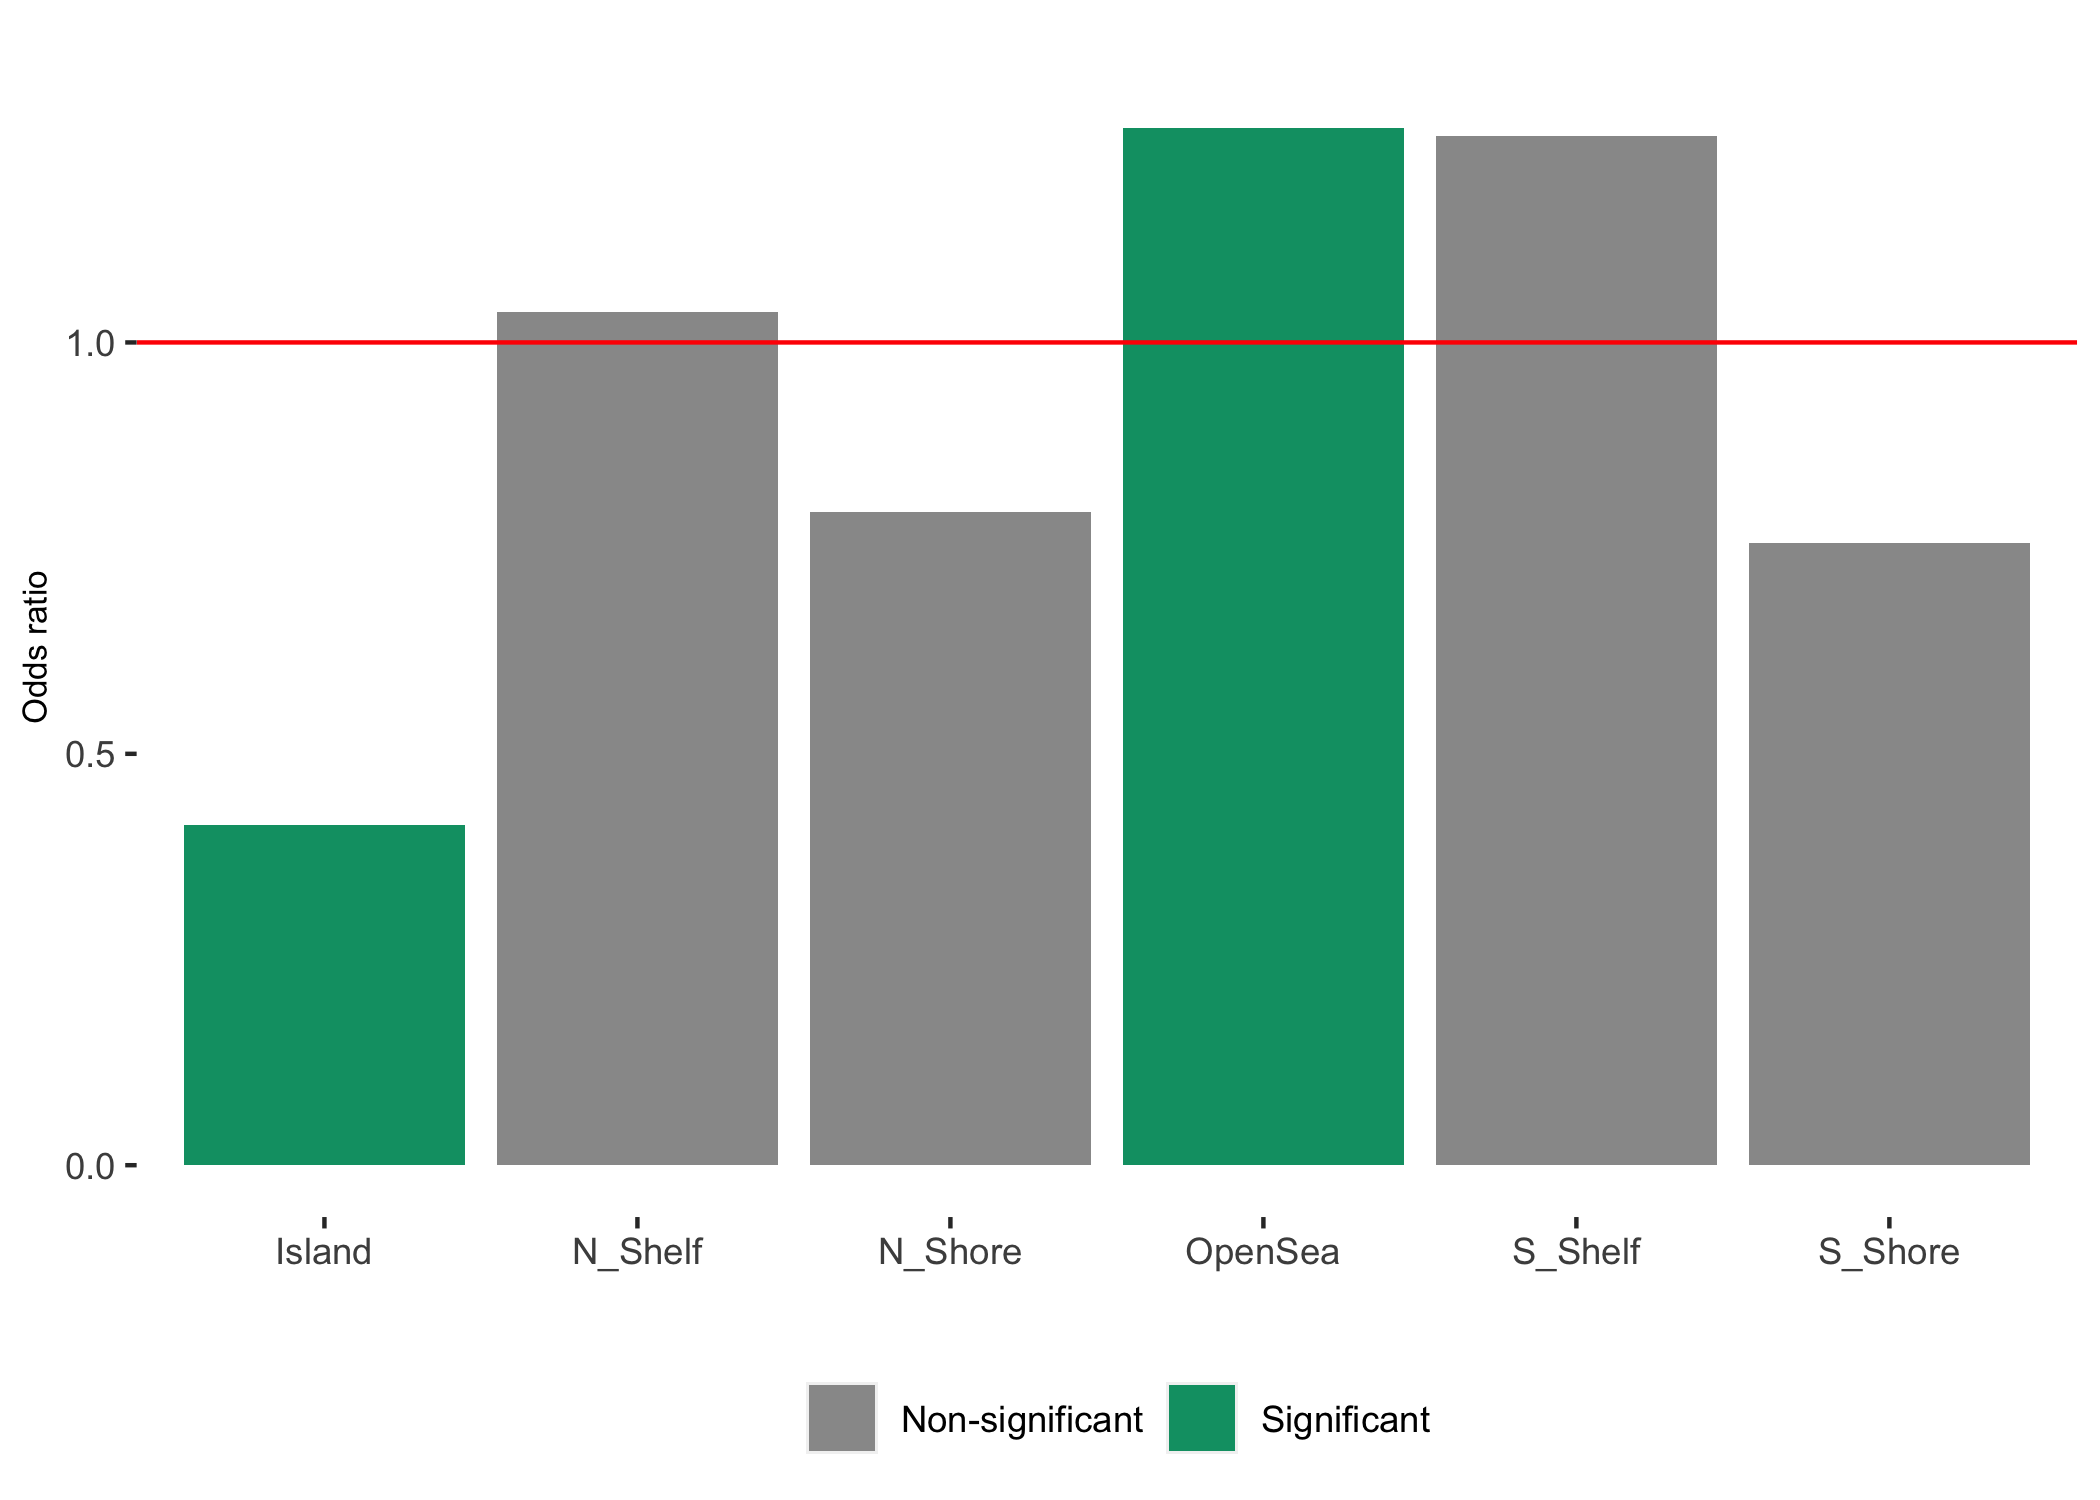 Odds ratio
1.0
0.5
0.0
Island N_Shelf N_Shore OpenSea S_Shelf S_Shore
Non-significant Significant